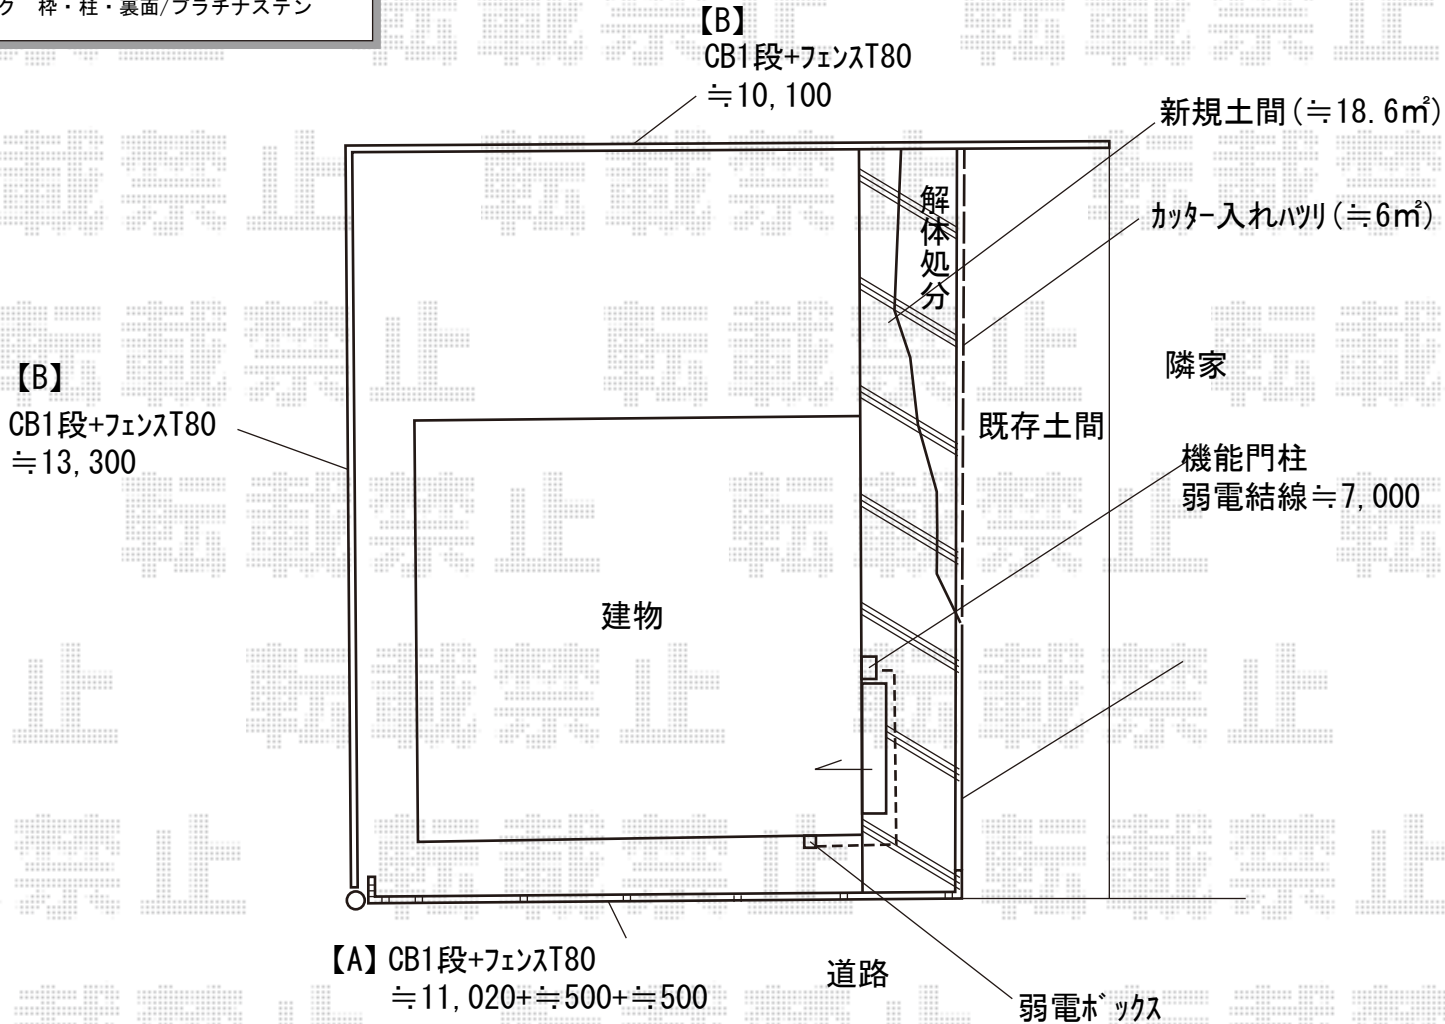 ク 枠・柱・裏面/プラチナステン
【B】
CB1段+フェンスT80
≒10,100
新規土間(≒18.6㎡)
カッター入れハツリ(≒6㎡)
解体処分
隣家
【B】
CB1段+フェンスT80
≒13,300
既存土間
機能門柱
弱電結線≒7,000
建物
【A】CB1段+フェンスT80
≒11,020+≒500+≒500
道路
弱電ボックス
転載禁止